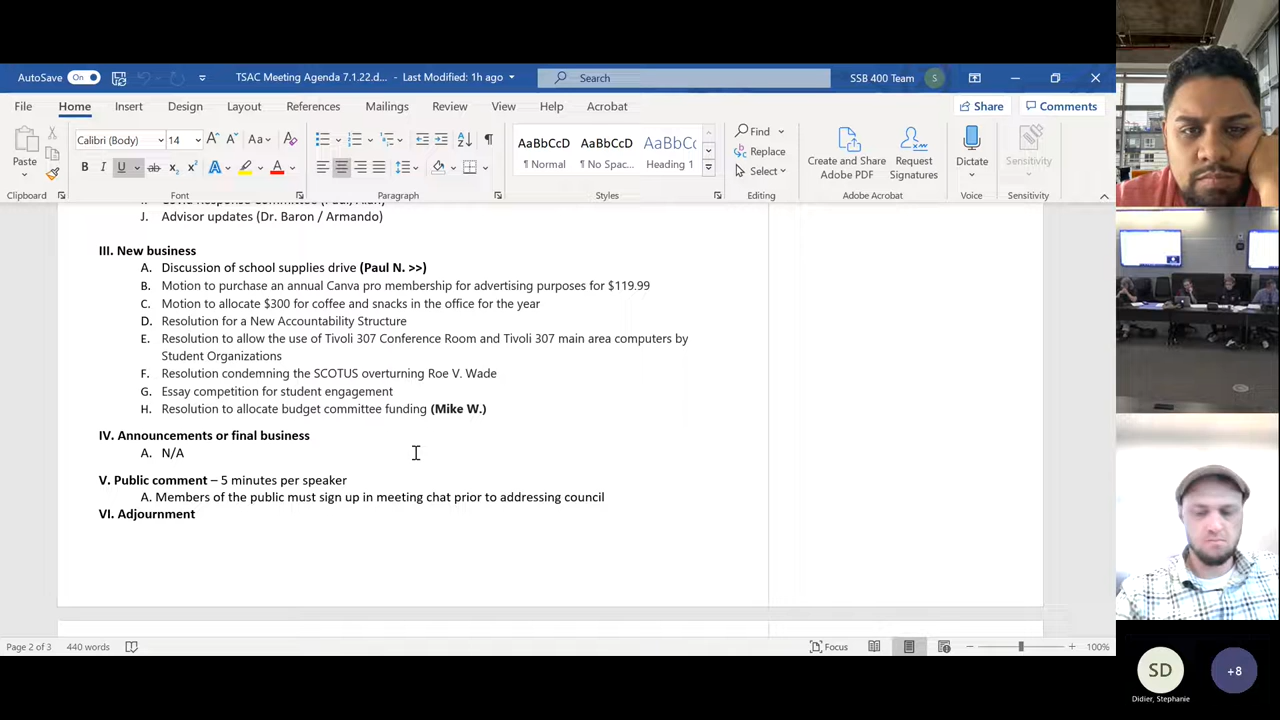 AutoSave On TSAC Meeting Agenda 7.1.22.d... - Last Modified: 1h ago Search SSB 400 Team S
File Home Insert Design Layout References Mailings Review View Help Acrobat Share Comments
Calibri (Body) 14 Aa AaBbCcD AaBbCcD AaBbCc Find
Paste Replace Create and Share Request Dictate Sensitivity
B I U ab x₂ x² A A Normal No Spac... Heading 1 Select Adobe PDF Signatures
Clipboard Font Paragraph Styles Editing Adobe Acrobat Voice Sensitivity
J. Advisor updates (Dr. Baron / Armando)
III. New business
A. Discussion of school supplies drive (Paul N. >>)
B. Motion to purchase an annual Canva pro membership for advertising purposes for $119.99
C. Motion to allocate $300 for coffee and snacks in the office for the year
D. Resolution for a New Accountability Structure
E. Resolution to allow the use of Tivoli 307 Conference Room and Tivoli 307 main area computers by
Student Organizations
F. Resolution condemning the SCOTUS overturning Roe V. Wade
G. Essay competition for student engagement
H. Resolution to allocate budget committee funding (Mike W.)
IV. Announcements or final business
A. N/A
V. Public comment – 5 minutes per speaker
A. Members of the public must sign up in meeting chat prior to addressing council
VI. Adjournment
Page 2 of 3 440 words Focus 100%
SD +8
Didier, Stephanie